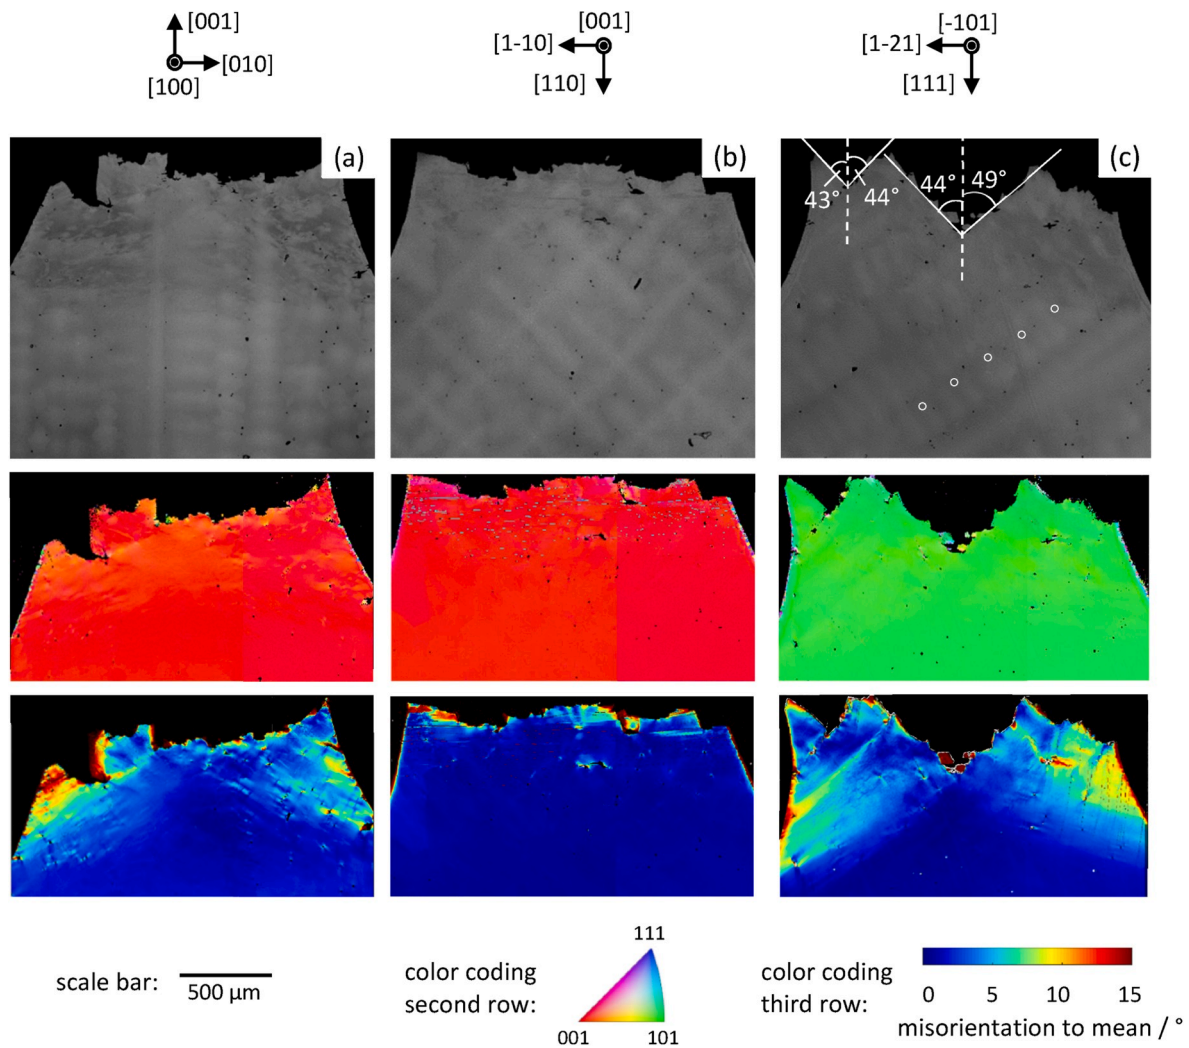 [001]
[010]
[100]
[001]
[1-10]
[110]
[-101]
[1-21]
[111]
(a)
(b)
(c)
43°
44°
44°
49°
scale bar:
500 µm
color coding
second row:
111
001
101
color coding
third row:
0
5
10
15
misorientation to mean / °